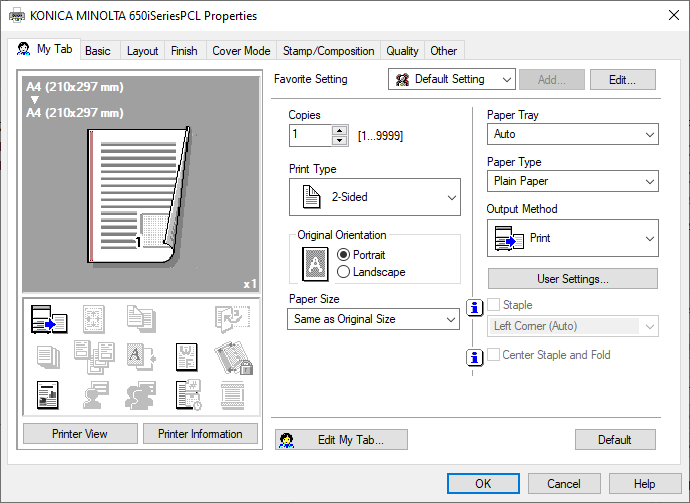 KONICA MINOLTA 650iSeriesPCL Properties
My Tab Basic Layout Finish Cover Mode Stamp/Composition Quality Other
A4 (210x297 mm)
A4 (210x297 mm)
1
x1
Printer View Printer Information
Favorite Setting Default Setting Add... Edit...
Copies
1 [1...9999]
Print Type
2-Sided
Original Orientation
A
Portrait
Landscape
Paper Size
Same as Original Size
Paper Tray
Auto
Paper Type
Plain Paper
Output Method
Print
User Settings...
Staple
Left Corner (Auto)
Center Staple and Fold
Edit My Tab... Default
OK Cancel Help